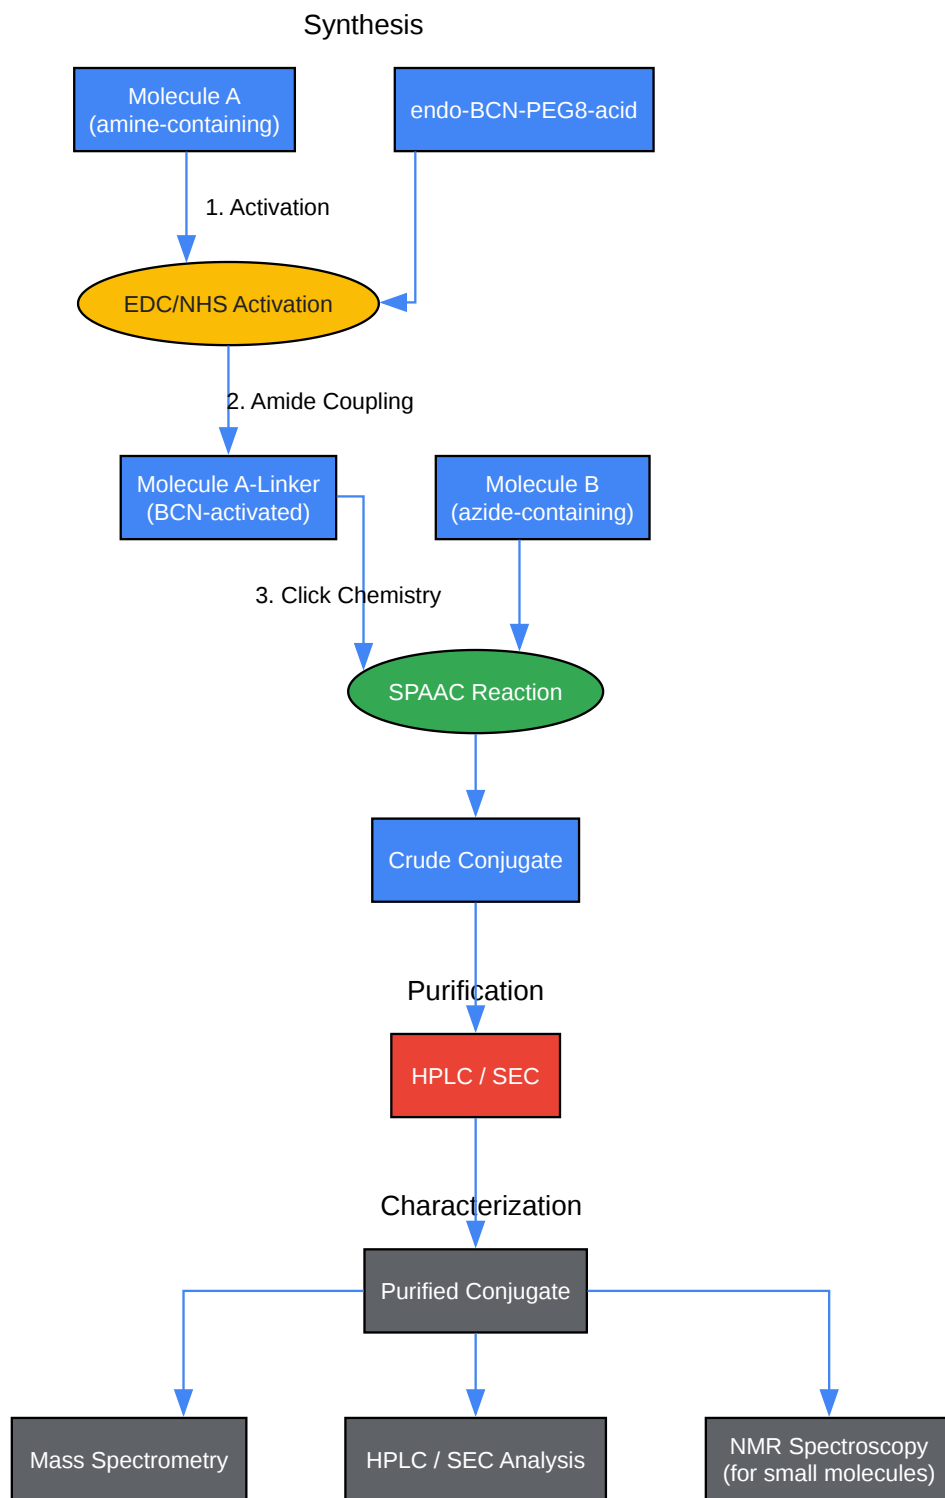 Synthesis
Molecule A
(amine-containing)
endo-BCN-PEG8-acid
1. Activation
EDC/NHS Activation
2. Amide Coupling
Molecule A-Linker
(BCN-activated)
Molecule B
(azide-containing)
3. Click Chemistry
SPAAC Reaction
Crude Conjugate
Purification
HPLC / SEC
Characterization
Purified Conjugate
Mass Spectrometry
HPLC / SEC Analysis
NMR Spectroscopy
(for small molecules)